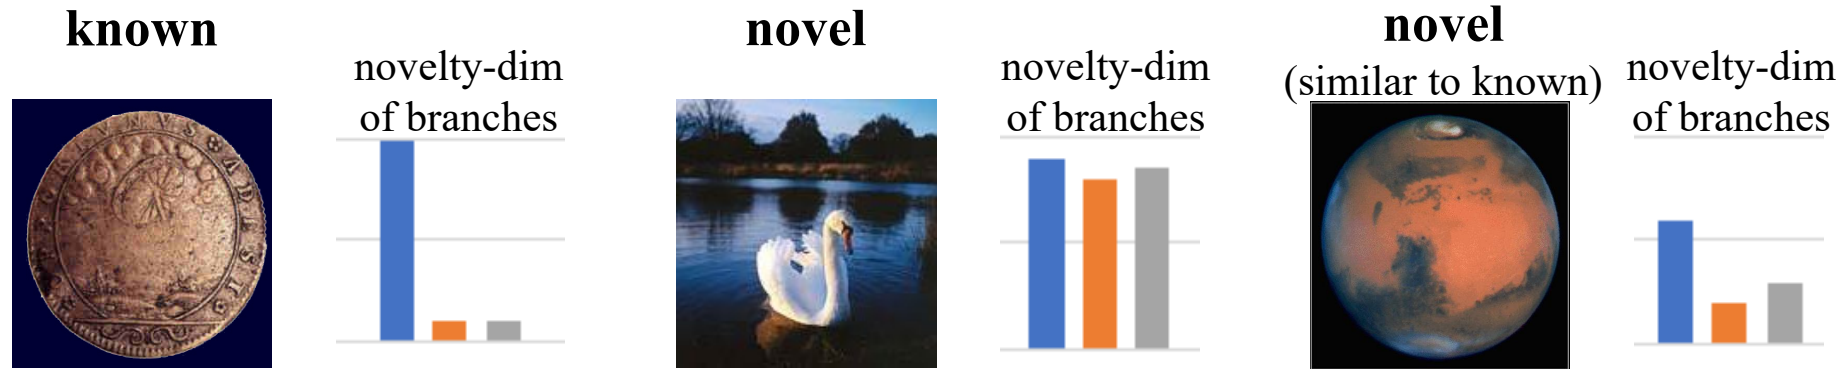 known
novelty-dim
of branches
novel
novelty-dim
of branches
novel
(similar to known)
novelty-dim
of branches